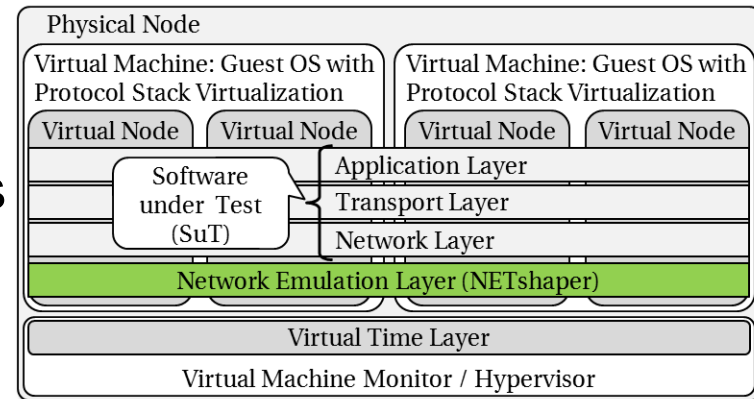 Physical Node
Virtual Machine: Guest OS with
Protocol Stack Virtualization
Virtual Machine: Guest OS with
Protocol Stack Virtualization
Virtual Node
Virtual Node
Virtual Node
Virtual Node
s
Software
under Test
(SuT)
Application Layer
Transport Layer
Network Layer
Network Emulation Layer (NETshaper)
Virtual Time Layer
Virtual Machine Monitor / Hypervisor